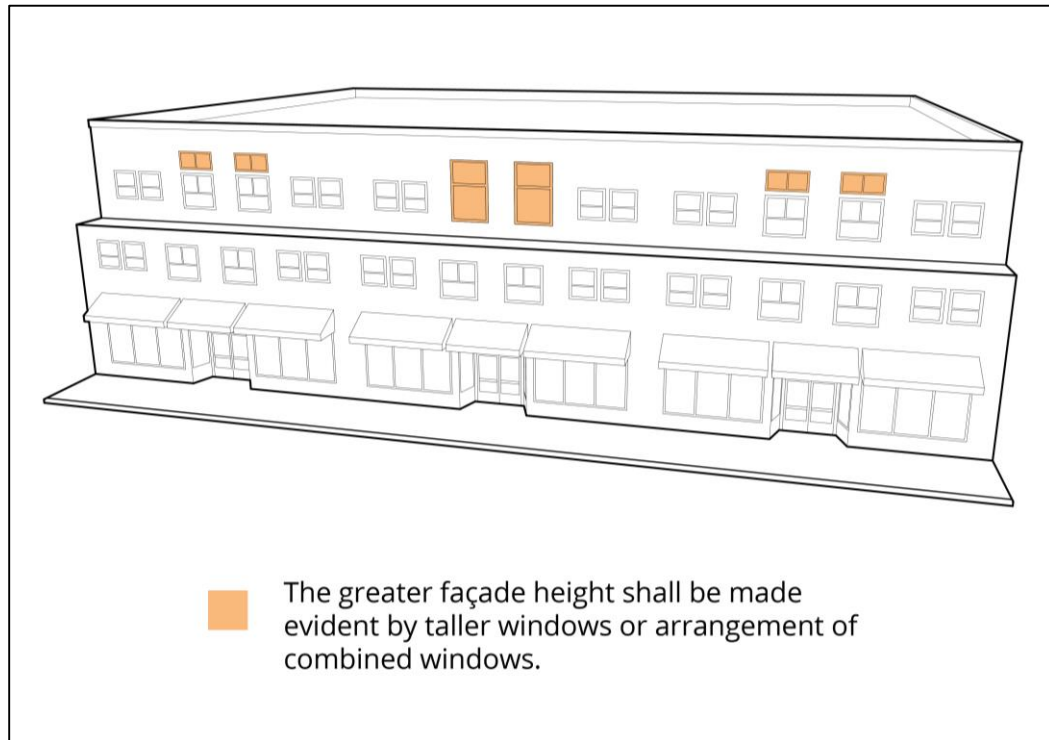 The greater façade height shall be made
evident by taller windows or arrangement of
combined windows.